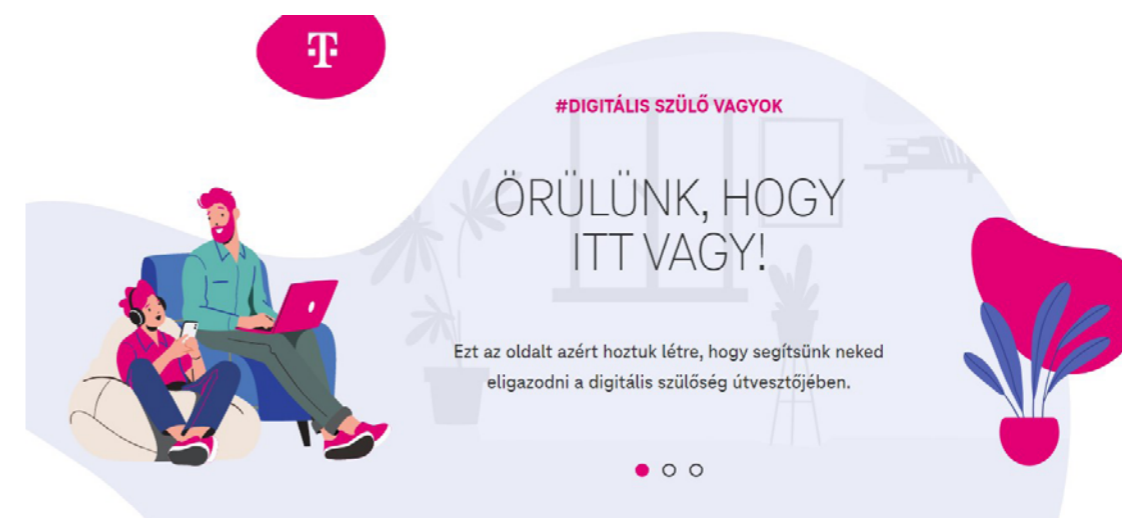 T
#DIGITÁLIS SZÜLŐ VAGYOK
ÖRÜLÜNK, HOGY
ITT VAGY!
Ezt az oldalt azért hoztuk létre, hogy segítsünk neked
eligazodni a digitális szülőség útvesztőjében.